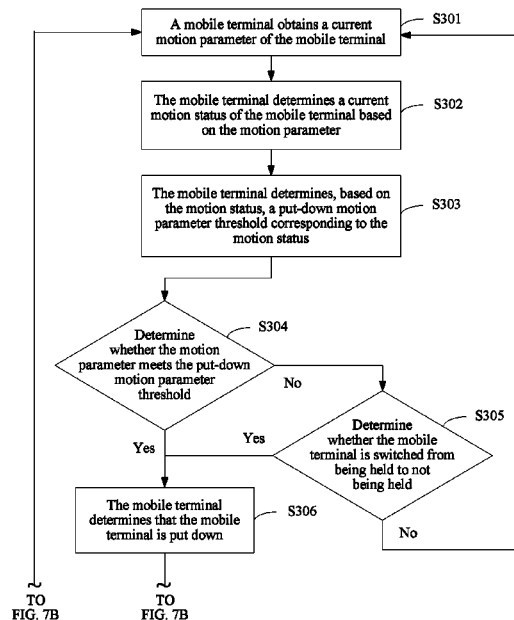 A mobile terminal obtains a current
motion parameter of the mobile terminal
S301
The mobile terminal determines a current
motion status of the mobile terminal based
on the motion parameter
S302
The mobile terminal determines, based on
the motion status, a put-down motion
parameter threshold corresponding to the
motion status
S303
S304
Determine
whether the motion
parameter meets the put-down
motion parameter
threshold
No
Yes
S305
Determine
whether the mobile
terminal is switched from
being held to not
being held
Yes
No
The mobile terminal
determines that the mobile
terminal is put down
S306
TO
FIG. 7B
TO
FIG. 7B